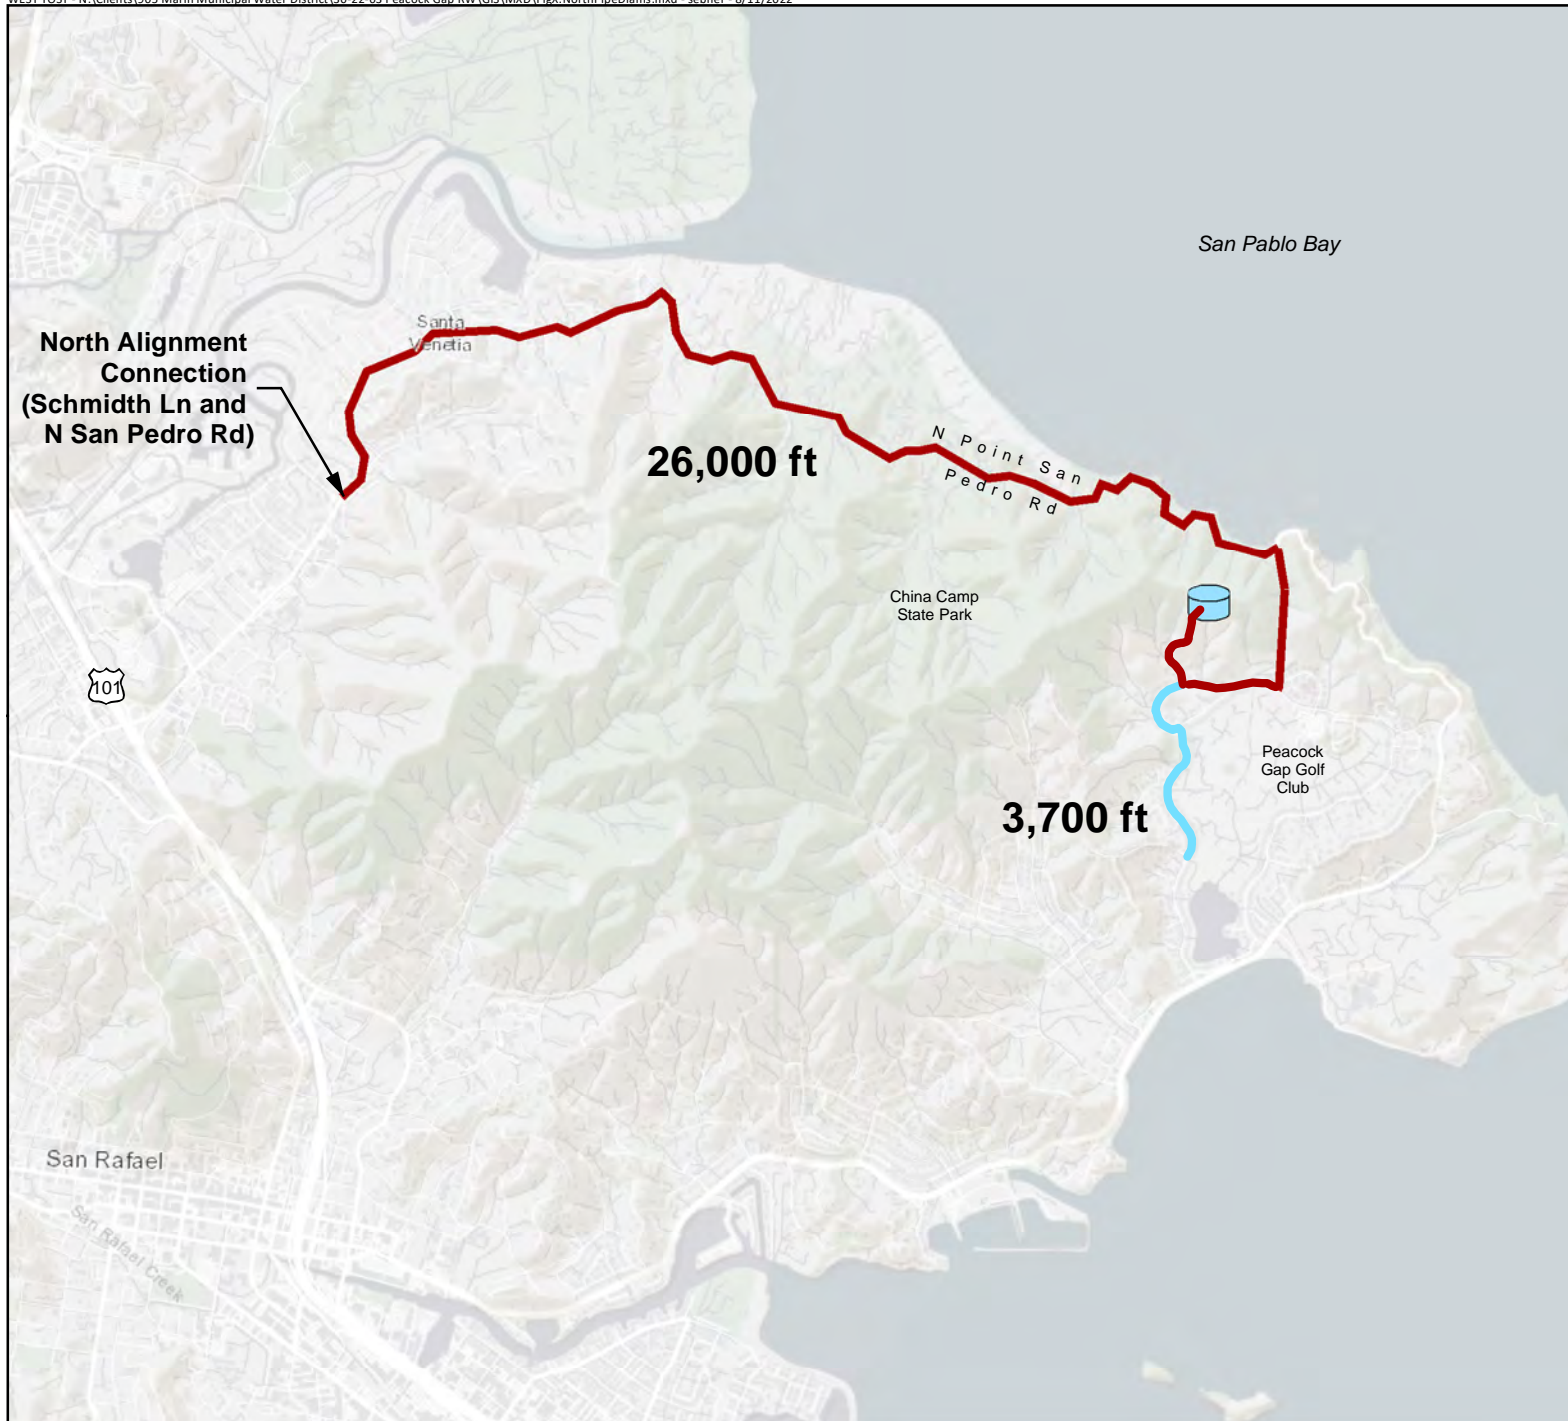 San Pablo Bay
Santa
Venetia
North Alignment
Connection
(Schmidth Ln and
N San Pedro Rd)
26,000 ft
N Point San
Pedro Rd
China Camp
State Park
101
Peacock
Gap Golf
Club
3,700 ft
San Rafael
San Rafael Creek